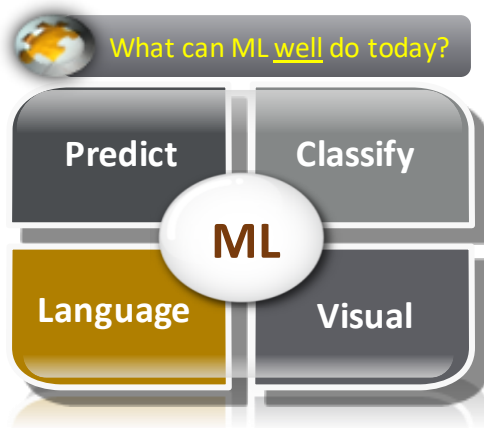 What can ML well do today?
Predict
Classify
ML
Language
Visual